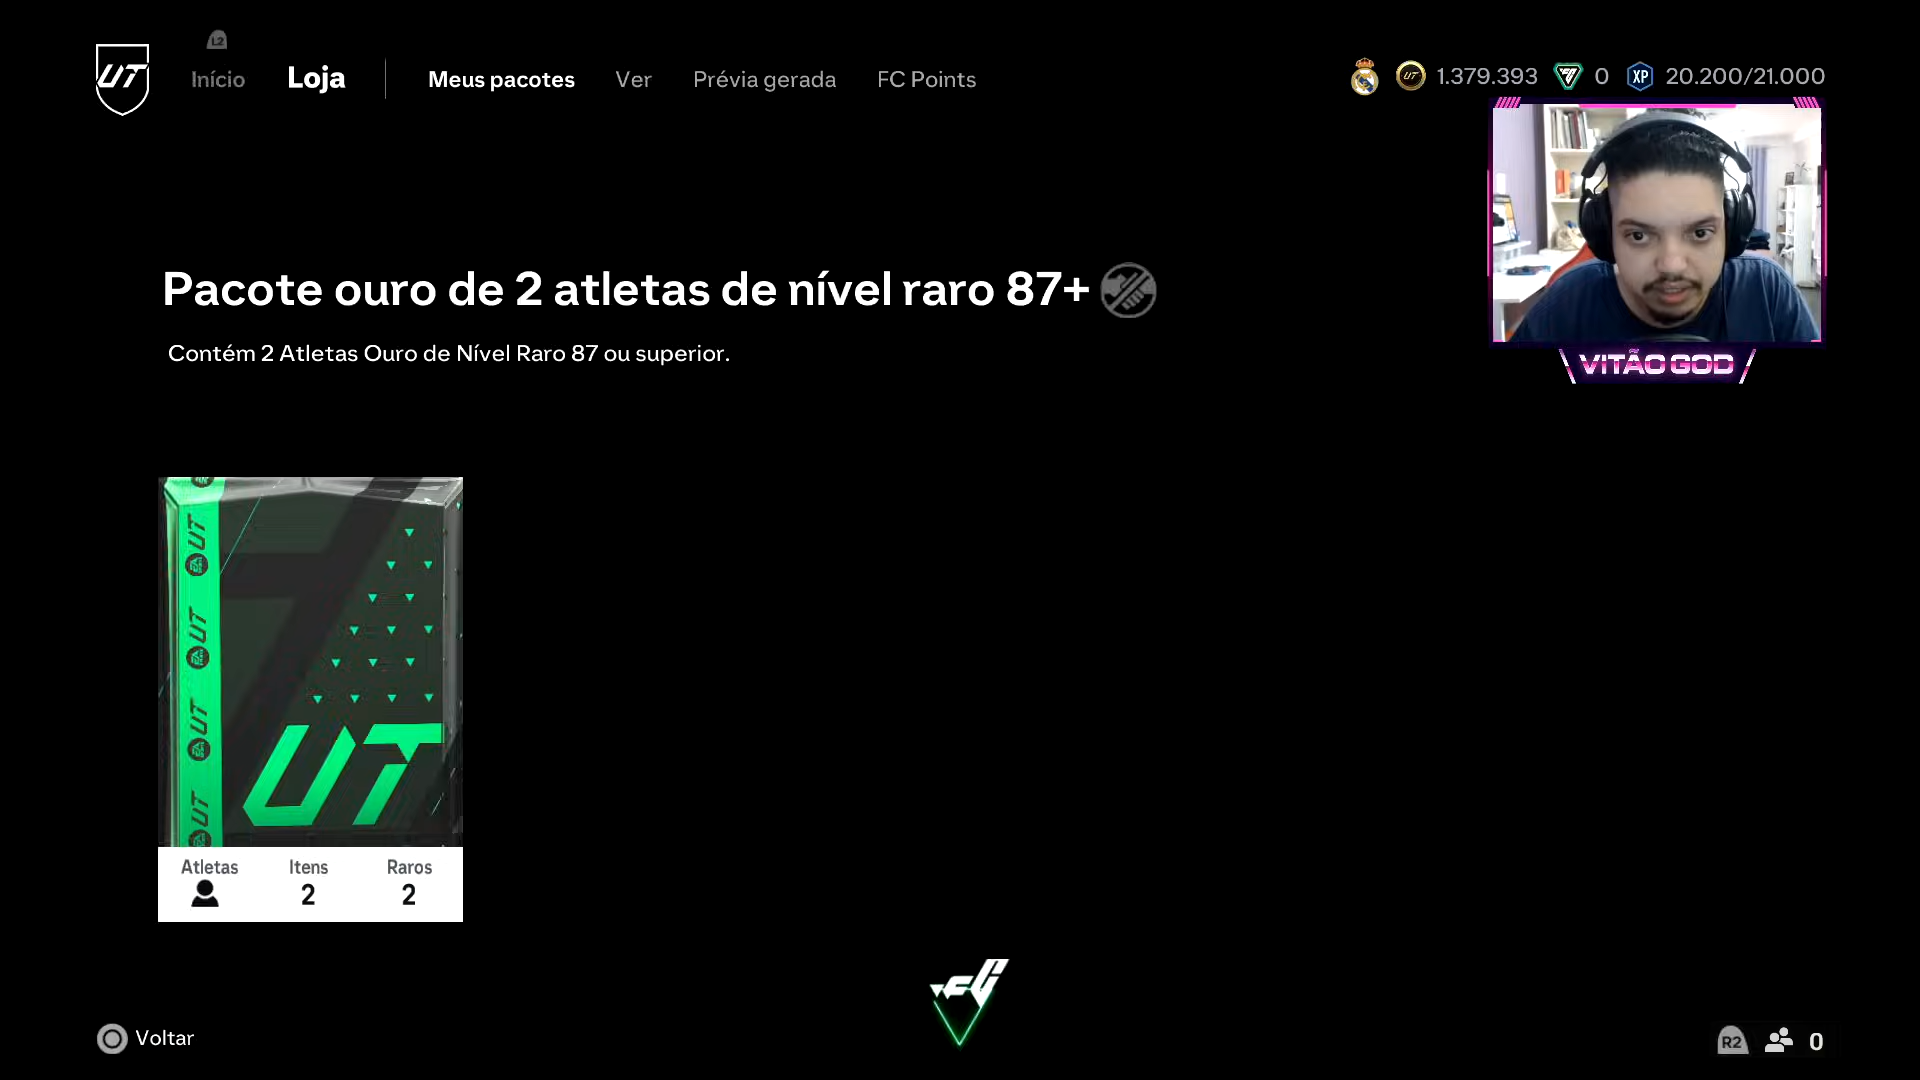 L2
UT
Início
Loja
Meus pacotes
Ver
Prévia gerada
FC Points
UT
1.379.393
0
XP
20.200/21.000
VITÃO GOD
Pacote ouro de 2 atletas de nível raro 87+
Contém 2 Atletas Ouro de Nível Raro 87 ou superior.
UT
UT
UT
UT
UT
Atletas
Itens
Raros
2
2
Voltar
R2
0